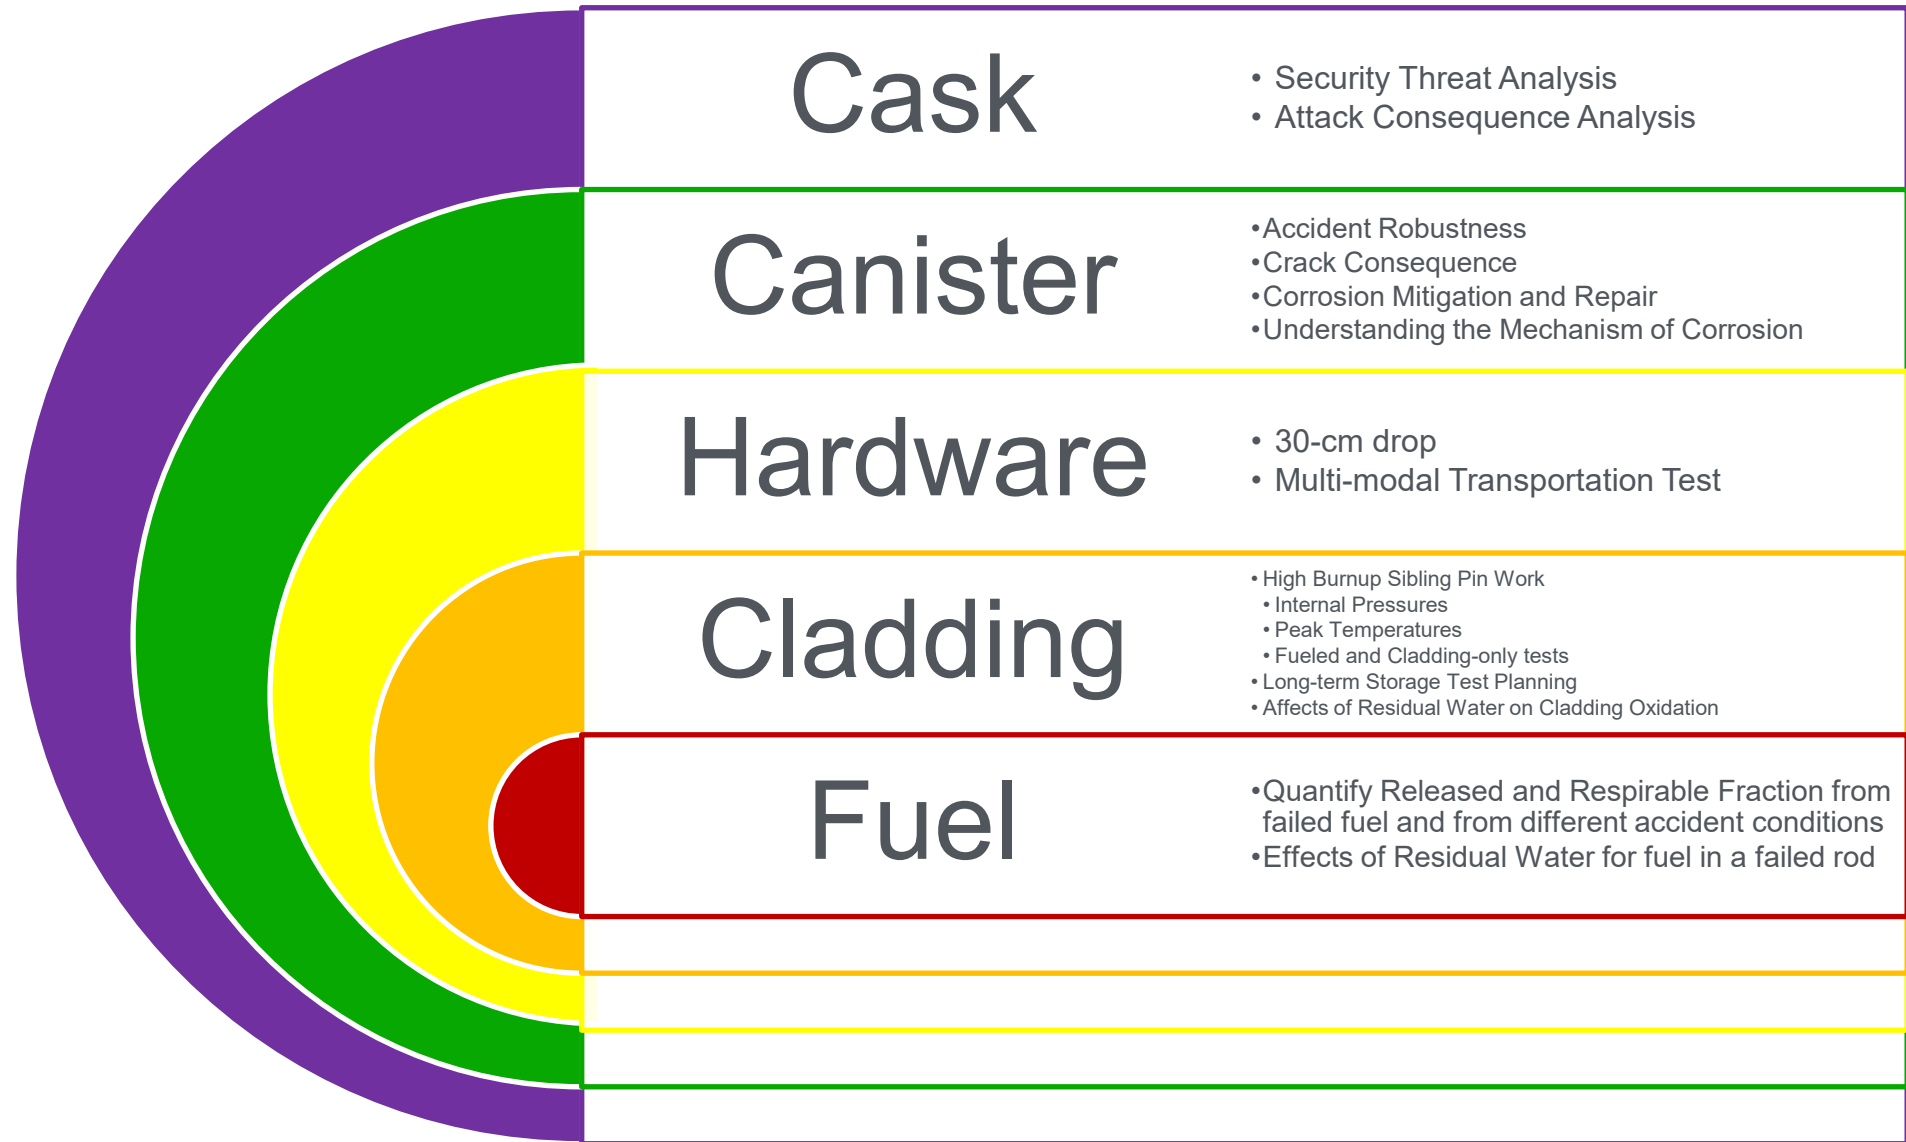 Cask
• Security Threat Analysis
• Attack Consequence Analysis
Canister
•Accident Robustness
•Crack Consequence
•Corrosion Mitigation and Repair
•Understanding the Mechanism of Corrosion
Hardware
• 30-cm drop
• Multi-modal Transportation Test
Cladding
• High Burnup Sibling Pin Work
• Internal Pressures
• Peak Temperatures
• Fueled and Cladding-only tests
• Long-term Storage Test Planning
• Affects of Residual Water on Cladding Oxidation
Fuel
•Quantify Released and Respirable Fraction from
failed fuel and from different accident conditions
•Effects of Residual Water for fuel in a failed rod